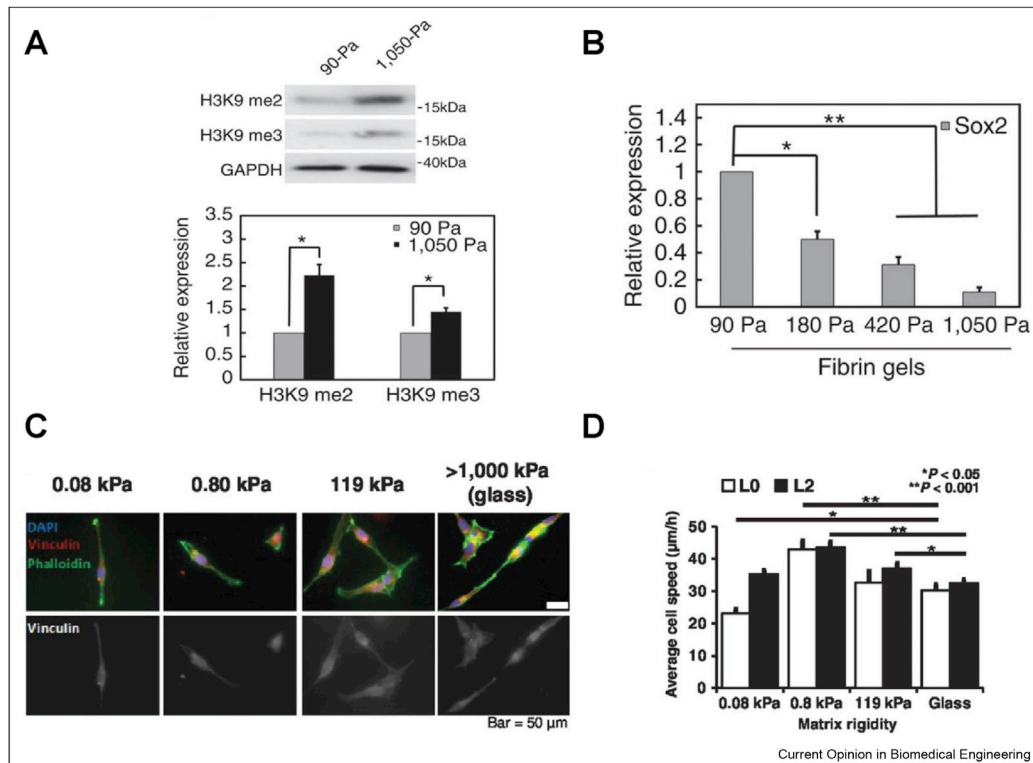 A
90-Pa
1,050-Pa
H3K9 me2
-15kDa
H3K9 me3
-15kDa
GAPDH
-40kDa
Relative expression
3.5
3
2.5
2
1.5
1
0.5
0
90 Pa
1,050 Pa
*
*
H3K9 me2
H3K9 me3
B
Relative expression
1.4
1.2
1
0.8
0.6
0.4
0.2
0
**
*
Sox2
90 Pa
180 Pa
420 Pa
1,050 Pa
Fibrin gels
C
0.08 kPa
0.80 kPa
119 kPa
>1,000 kPa
(glass)
DAPI
Vinculin
Phalloidin
Vinculin
Bar = 50 µm
D
L0
L2
*P < 0.05
**P < 0.001
**
*
**
*
Average cell speed (µm/h)
50
40
30
20
10
0
0.08 kPa
0.8 kPa
119 kPa
Glass
Matrix rigidity
Current Opinion in Biomedical Engineering